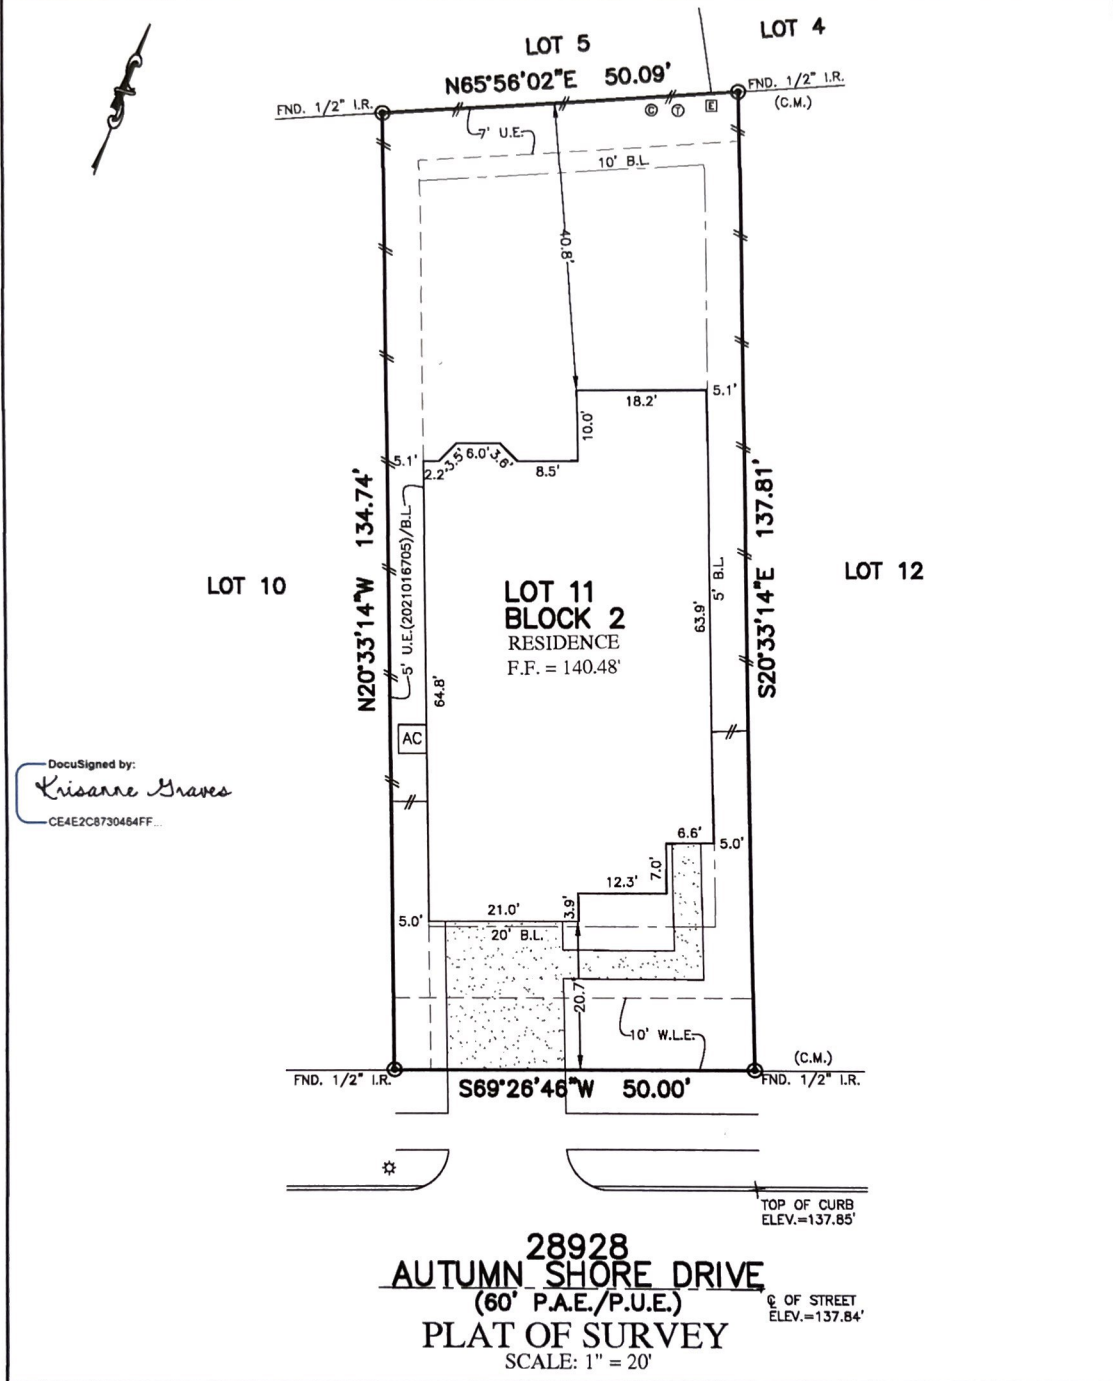 LOT 5
LOT 4
N65°56'02"E 50.09'
FND. 1/2" I.R.
FND. 1/2" I.R.
(C.M.)
C T E
7' U.E.
10' B.L.
40.8'
18.2'
5.1'
10.0'
5.1'
2.2' 3.5' 6.0' 3.6'
8.5'
N20°33'14"W 134.74'
5' U.E.(2021016705)/B.L.
S20°33'14"E 137.81'
5' B.L.
63.9'
LOT 10
LOT 12
LOT 11
BLOCK 2
RESIDENCE
F.F. = 140.48'
64.8'
AC
DocuSigned by:
Krisanne Graves
CE4E2C8730464FF...
6.6'
5.0'
7.0'
12.3'
3.9'
21.0'
5.0'
20' B.L.
20.7'
10' W.L.E.
(C.M.)
FND. 1/2" I.R.
FND. 1/2" I.R.
S69°26'46"W 50.00'
TOP OF CURB
ELEV.=137.85'
28928
AUTUMN SHORE DRIVE
(60' P.A.E./P.U.E.)
℄ OF STREET
ELEV.=137.84'
PLAT OF SURVEY
SCALE: 1" = 20'